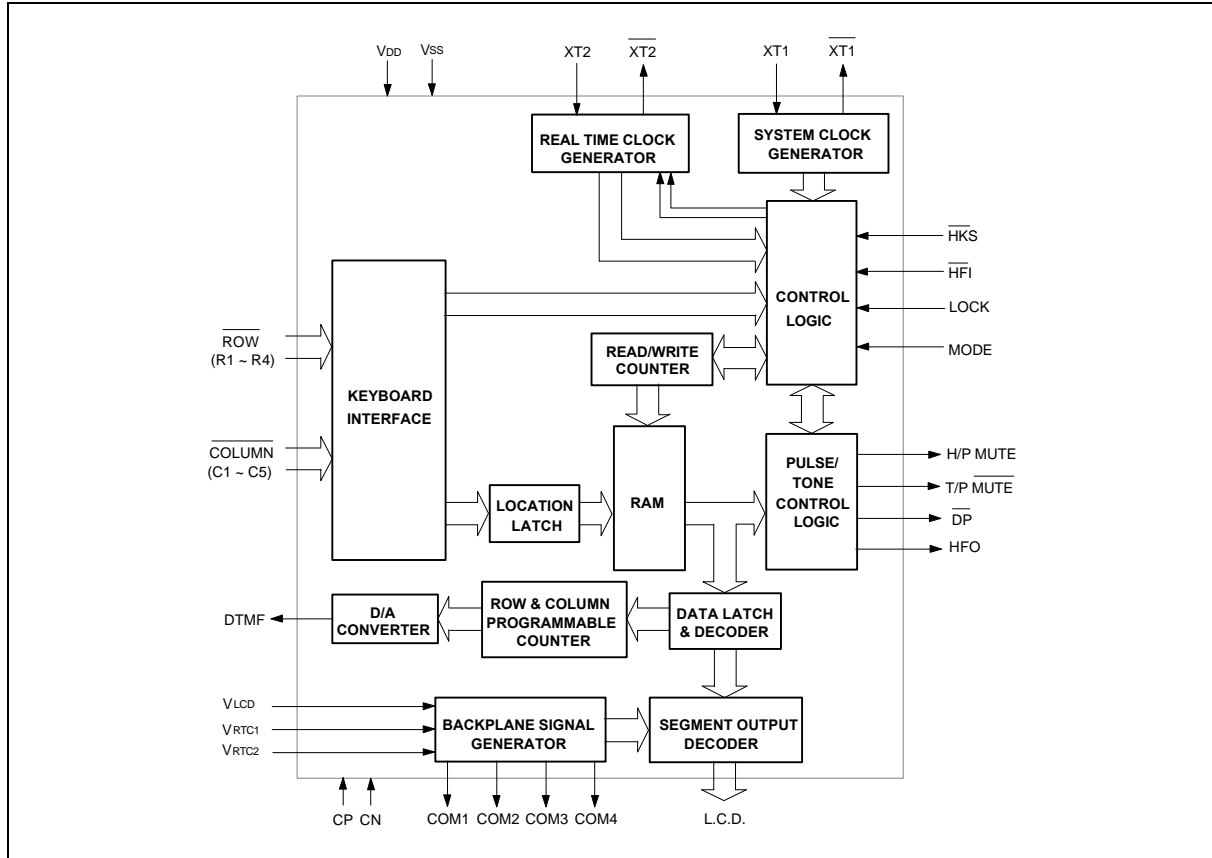 VDD VSS XT2 XT2 XT1 XT1
REAL TIME CLOCK
GENERATOR
SYSTEM CLOCK
GENERATOR
HKS
HFI
LOCK
MODE
CONTROL
LOGIC
ROW
(R1 ~ R4)
COLUMN
(C1 ~ C5)
KEYBOARD
INTERFACE
READ/WRITE
COUNTER
LOCATION
LATCH
RAM
PULSE/
TONE
CONTROL
LOGIC
H/P MUTE
T/P MUTE
DP
HFO
DTMF
D/A
CONVERTER
ROW & COLUMN
PROGRAMMABLE
COUNTER
DATA LATCH
& DECODER
VLCD
VRTC1
VRTC2
BACKPLANE SIGNAL
GENERATOR
SEGMENT OUTPUT
DECODER
CP CN COM1 COM2 COM3 COM4 L.C.D.